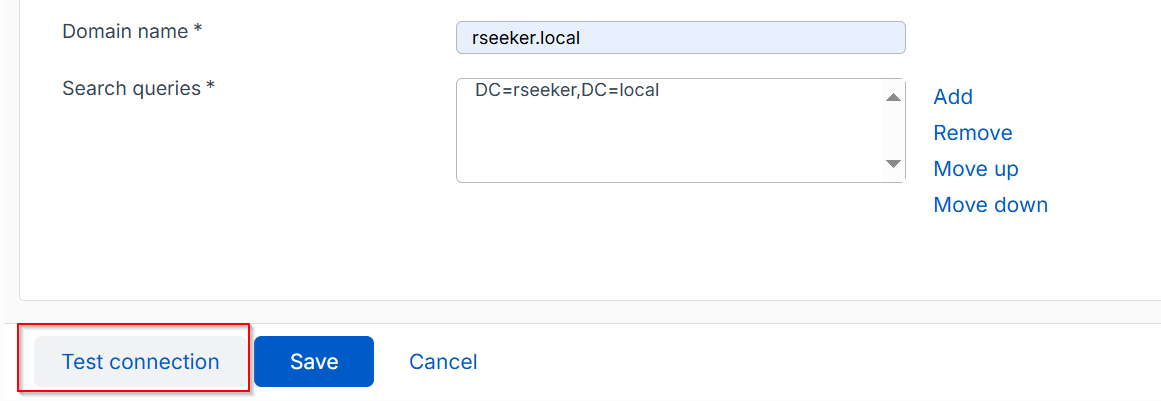 Domain name *
rseeker.local
Search queries *
DC=rseeker,DC=local
Add
Remove
Move up
Move down
Test connection
Save
Cancel